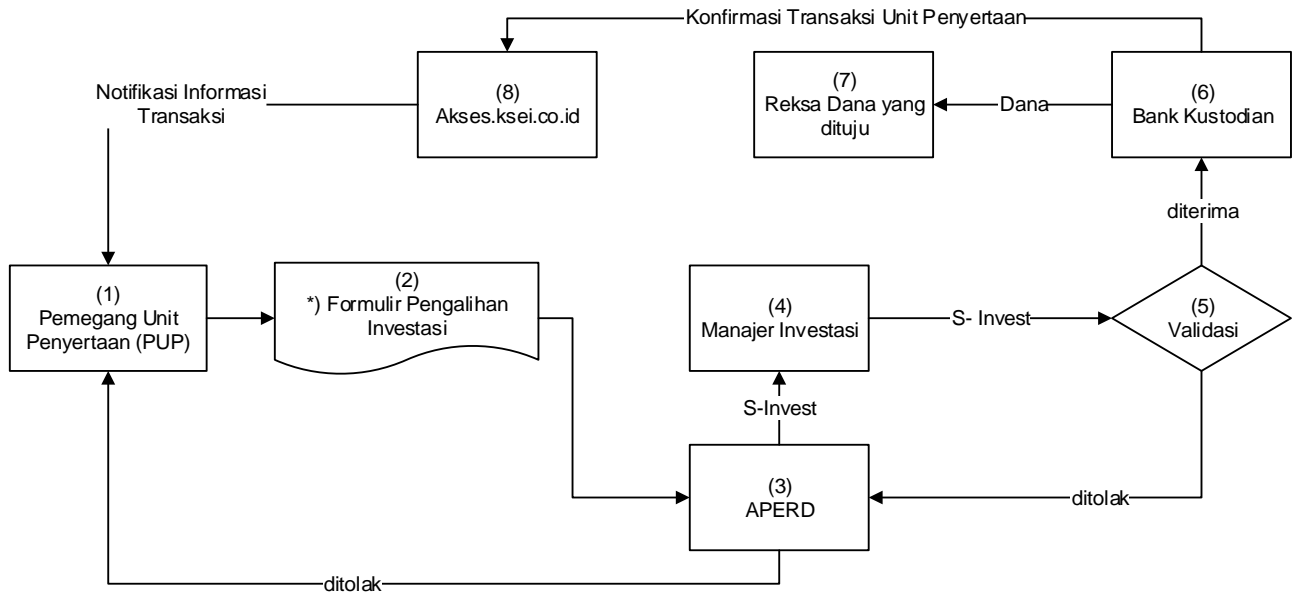 Konfirmasi Transaksi Unit Penyertaan
Notifikasi Informasi
Transaksi
(8)
Akses.ksei.co.id
(7)
Reksa Dana yang
dituju
Dana
(6)
Bank Kustodian
diterima
(1)
Pemegang Unit
Penyertaan (PUP)
(2)
*) Formulir Pengalihan
Investasi
(4)
Manajer Investasi
S- Invest
(5)
Validasi
S-Invest
(3)
APERD
ditolak
ditolak